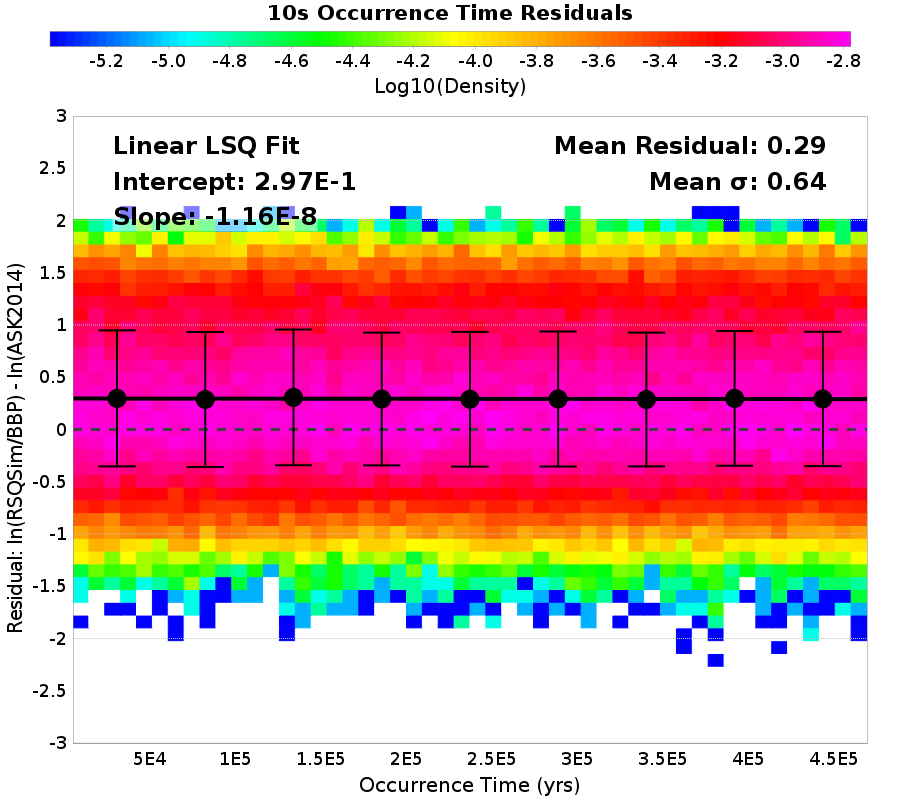 10s Occurrence Time Residuals
-5.2 -5.0 -4.8 -4.6 -4.4 -4.2 -4.0 -3.8 -3.6 -3.4 -3.2 -3.0 -2.8
Log10(Density)
Linear LSQ Fit
Intercept: 2.97E-1
Slope: -1.16E-8
Mean Residual: 0.29
Mean σ: 0.64
Residual: ln(RSQSim/BBP) - ln(ASK2014)
3
2.5
2
1.5
1
0.5
0
-0.5
-1
-1.5
-2
-2.5
-3
5E4 1E5 1.5E5 2E5 2.5E5 3E5 3.5E5 4E5 4.5E5
Occurrence Time (yrs)